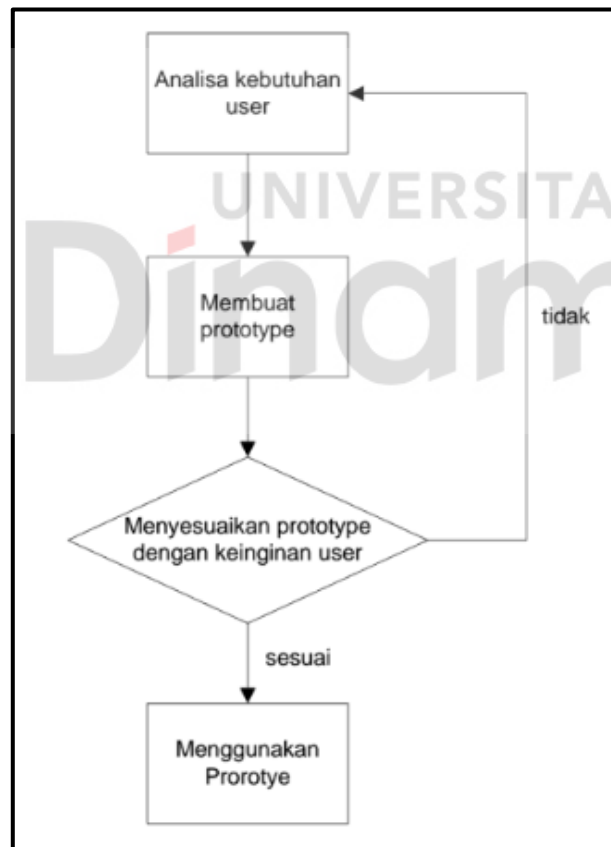 Analisa kebutuhan
user
UNIVERSITA
Dinam
Membuat
prototype
tidak
Menyesuaikan prototype
dengan keinginan user
sesuai
Menggunakan
Prorotye